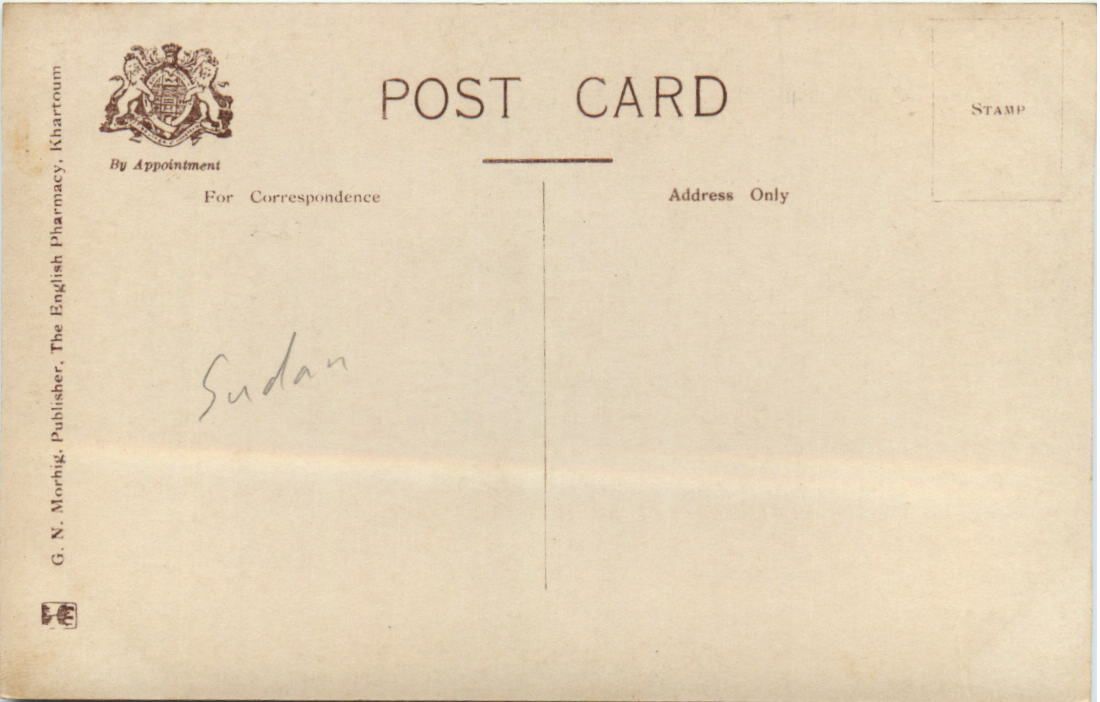 POST CARD
STAMP
By Appointment
For Correspondence
Address Only
G. N. Morhig, Publisher, The English Pharmacy, Khartoum
Sudan